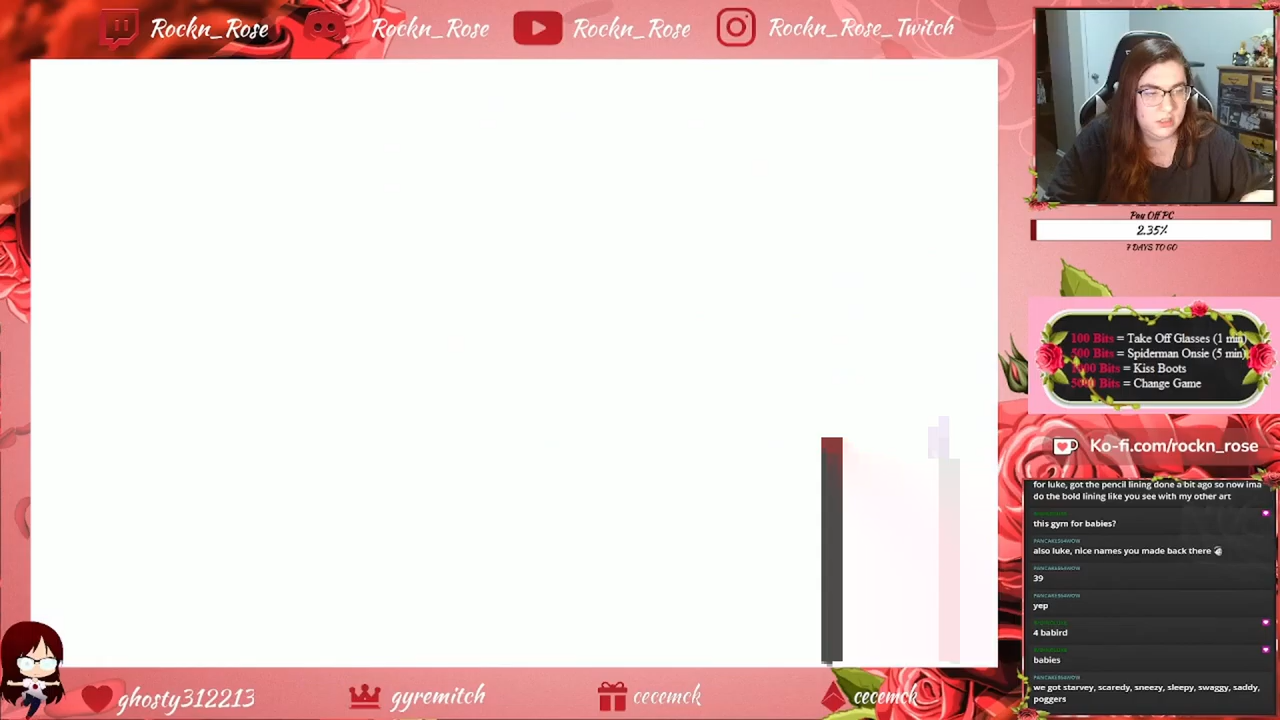 Rockn_Rose
Rockn_Rose
Rockn_Rose
Rockn_Rose_Twitch
Pay Off PC
2.35%
7 DAYS TO GO
100 Bits = Take Off Glasses (1 min)
500 Bits = Spiderman Onsie (5 min)
Bits = Kiss Boots
Bits = Change Game
Ko-fi.com/rockn_rose
for luke, got the pencil lining done a bit ago so now ima
do the bold lining like you see with my other art
this gym for babies?
also luke, nice names you made back there
39
yep
4 babird
babies
we got starvey, scaredy, sneezy, sleepy, swaggy, saddy,
poggers
ghosty312213
gyremitch
cecemck
cecemck